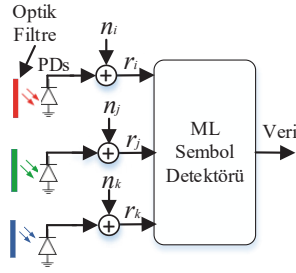 Optik
Filtre
PDs
n_i
r_i
n_j
r_j
n_k
r_k
ML
Sembol
Detektörü
Veri